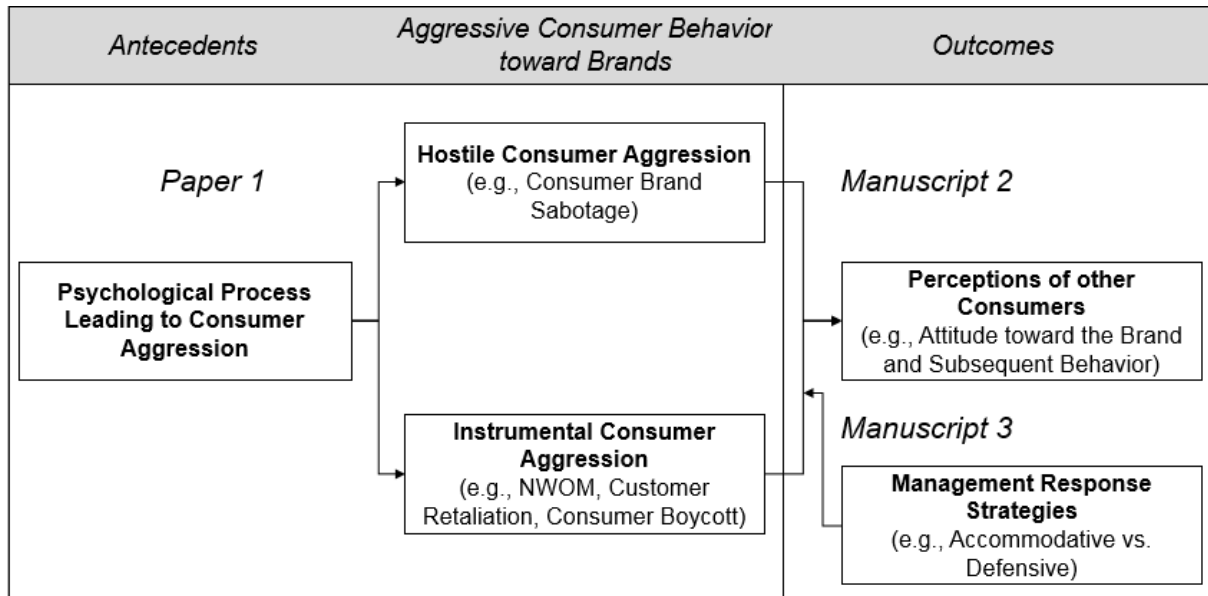 Antecedents
Aggressive Consumer Behavior
toward Brands
Outcomes
Paper 1
Psychological Process
Leading to Consumer
Aggression
Hostile Consumer Aggression
(e.g., Consumer Brand
Sabotage)
Instrumental Consumer
Aggression
(e.g., NWOM, Customer
Retaliation, Consumer Boycott)
Manuscript 2
Perceptions of other
Consumers
(e.g., Attitude toward the Brand
and Subsequent Behavior)
Manuscript 3
Management Response
Strategies
(e.g., Accommodative vs.
Defensive)